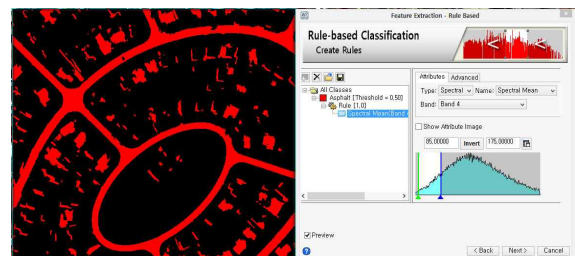 Feature Extraction - Rule Based
Rule-based Classification
Create Rules
All Classes
Asphalt [Threshold = 0,50]
Rule [1,0]
Spectral Mean(Band 4
Attributes Advanced
Type: Spectral Name: Spectral Mean
Band: Band 4
Show Attribute Image
85,00000 Invert 175,00000
Preview
< Back Next > Cancel